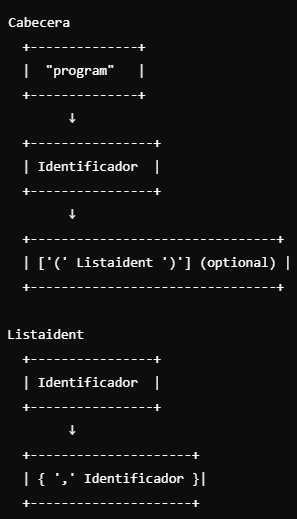 Cabecera
+--------------+
|  "program"   |
+--------------+
↓
+----------------+
| Identificador  |
+----------------+
↓
+--------------------------------+
| ['(' Listaident ')'] (optional) |
+--------------------------------+
Listaident
+----------------+
| Identificador  |
+----------------+
↓
+---------------------+
| { ',' Identificador }|
+---------------------+